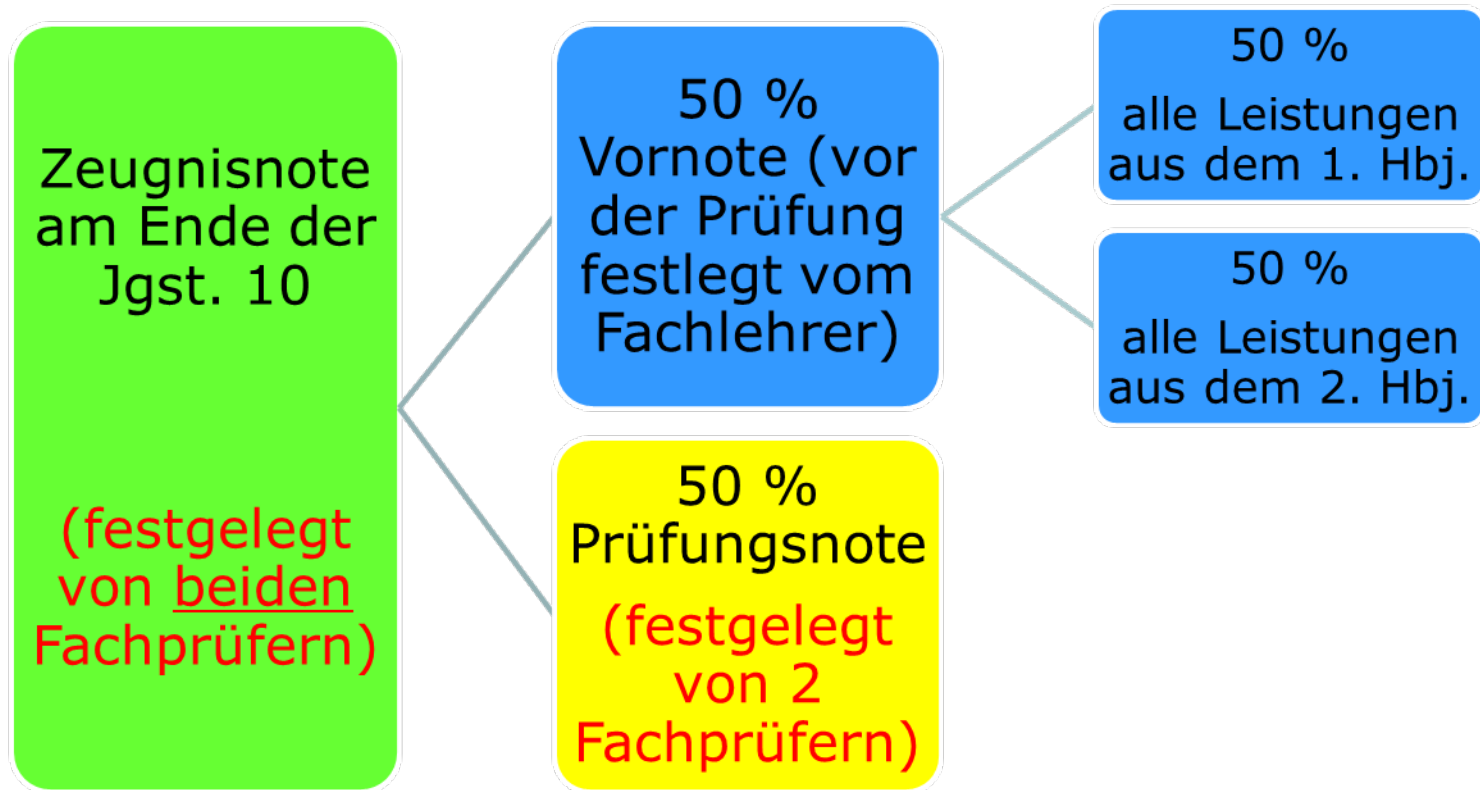 Zeugnisnote
am Ende der
Jgst. 10
(festgelegt
von beiden
Fachprüfern)
50 %
Vornote (vor
der Prüfung
festlegt vom
Fachlehrer)
50 %
Prüfungsnote
(festgelegt
von 2
Fachprüfern)
50 %
alle Leistungen
aus dem 1. Hbj.
50 %
alle Leistungen
aus dem 2. Hbj.